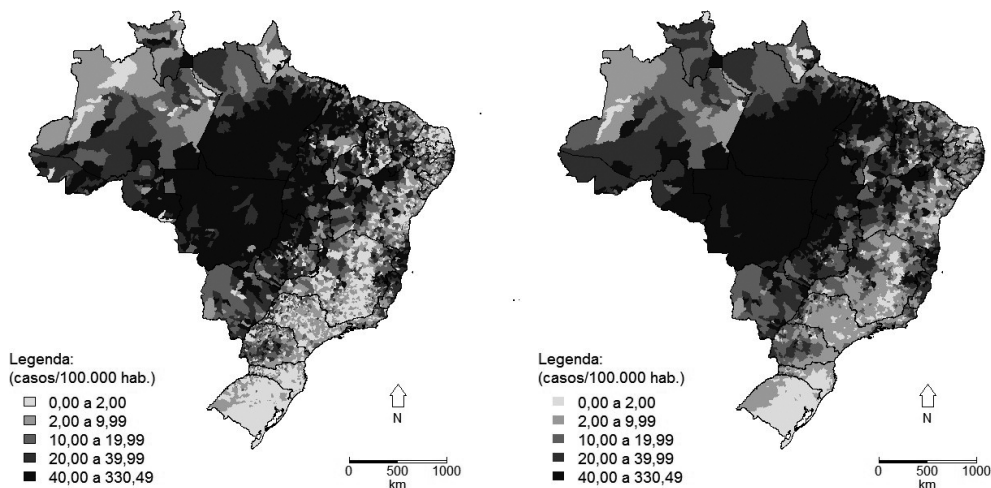 Legenda:
(casos/100.000 hab.)
0,00 a 2,00
2,00 a 9,99
10,00 a 19,99
20,00 a 39,99
40,00 a 330,49
N
0 500 1000
km
Legenda:
(casos/100.000 hab.)
0,00 a 2,00
2,00 a 9,99
10,00 a 19,99
20,00 a 39,99
40,00 a 330,49
N
0 500 1000
km